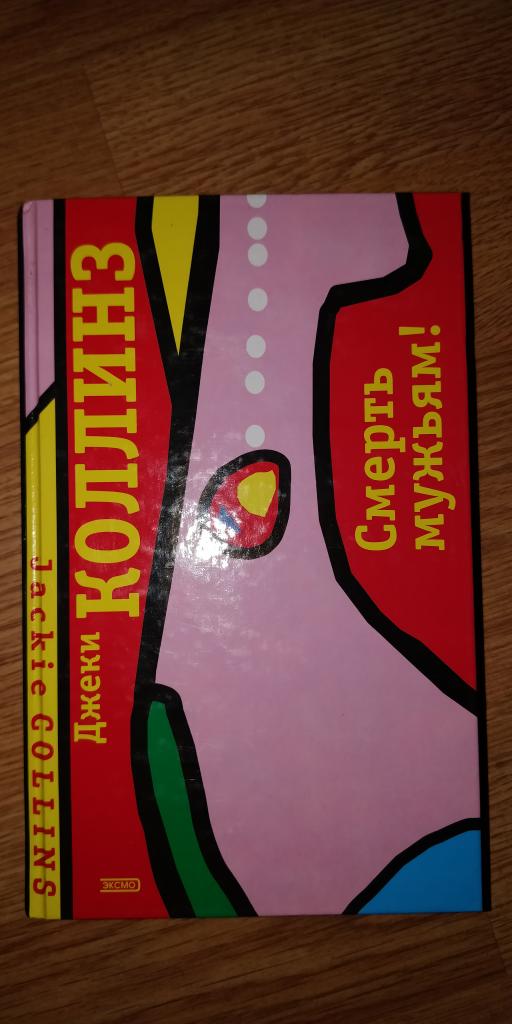 Jackie COLLINS
Джеки
КОЛЛИНЗ
Смерть
мужьям!
ЭКСМО